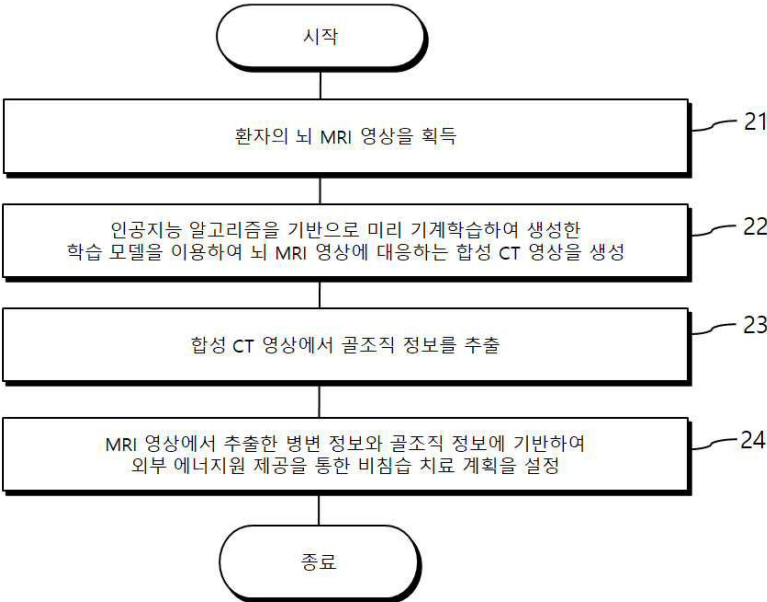 시작
환자의 뇌 MRI 영상을 획득
21
인공지능 알고리즘을 기반으로 미리 기계학습하여 생성한
학습 모델을 이용하여 뇌 MRI 영상에 대응하는 합성 CT 영상을 생성
22
합성 CT 영상에서 골조직 정보를 추출
23
MRI 영상에서 추출한 병변 정보와 골조직 정보에 기반하여
외부 에너지원 제공을 통한 비침습 치료 계획을 설정
24
종료